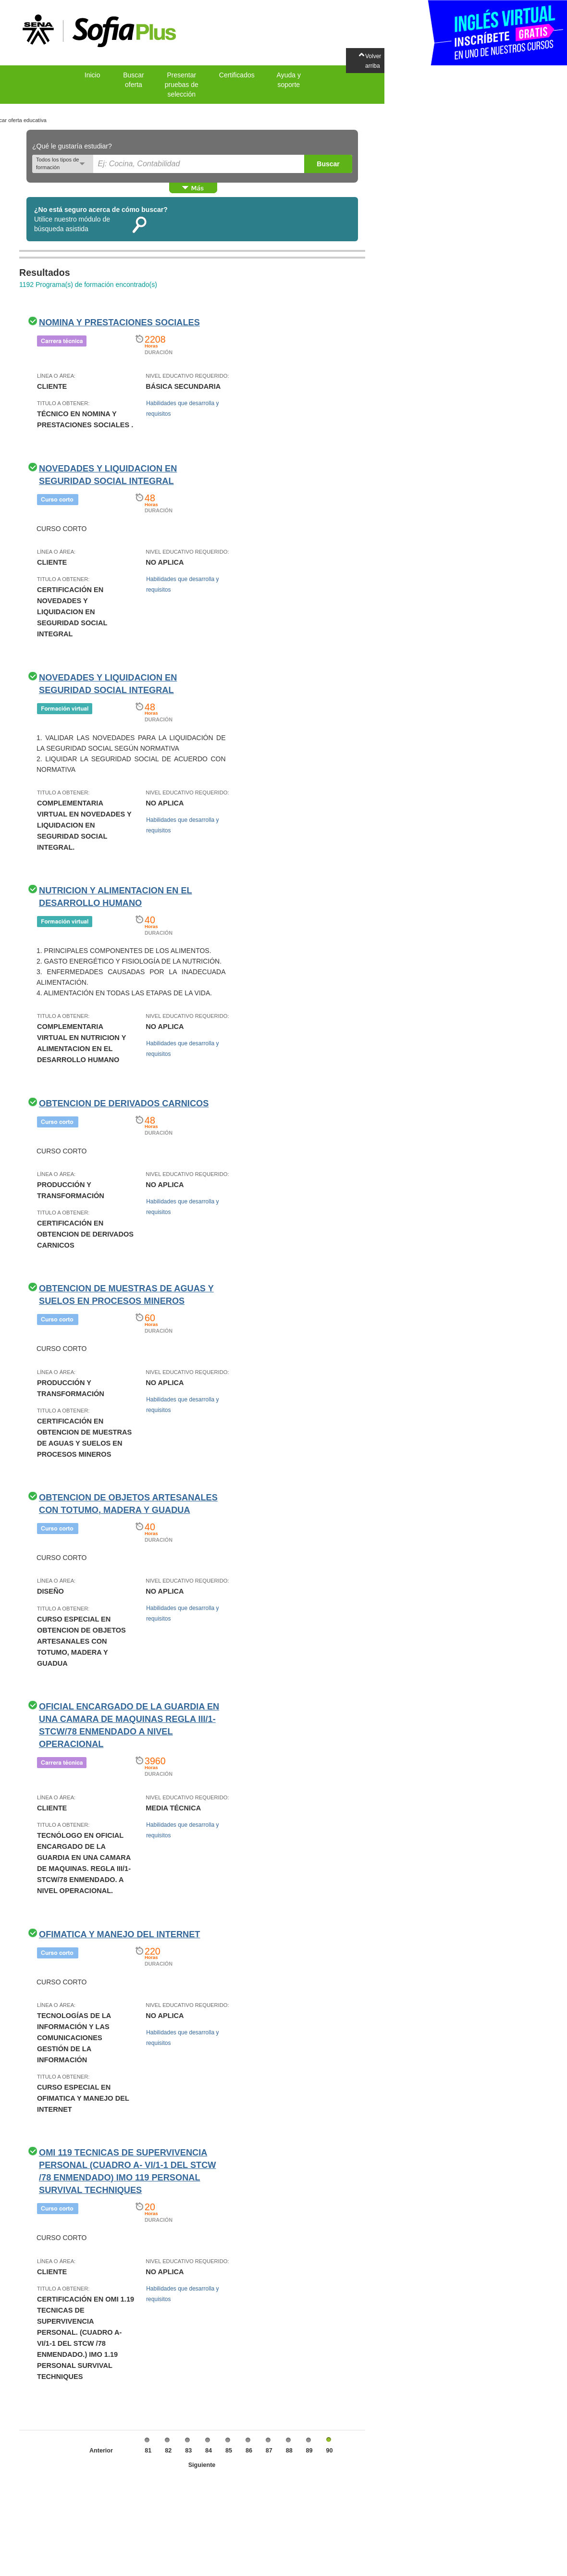 SENA
SofiaPlus
INGLÉS VIRTUAL
INSCRÍBETE GRATIS
EN UNO DE NUESTROS CURSOS
Volver
arriba
Inicio
Buscar
oferta
Presentar
pruebas de
selección
Certificados
Ayuda y
soporte
car oferta educativa
¿Qué le gustaría estudiar?
Todos los tipos de
formación
Ej: Cocina, Contabilidad
Buscar
Más
¿No está seguro acerca de cómo buscar?
Utilice nuestro módulo de
búsqueda asistida
Resultados
1192 Programa(s) de formación encontrado(s)
NOMINA Y PRESTACIONES SOCIALES
Carrera técnica
2208
Horas
DURACIÓN
LÍNEA O ÁREA:
CLIENTE
NIVEL EDUCATIVO REQUERIDO:
BÁSICA SECUNDARIA
TITULO A OBTENER:
TÉCNICO EN NOMINA Y
PRESTACIONES SOCIALES .
Habilidades que desarrolla y
requisitos
NOVEDADES Y LIQUIDACION EN
SEGURIDAD SOCIAL INTEGRAL
Curso corto
48
Horas
DURACIÓN
CURSO CORTO
LÍNEA O ÁREA:
CLIENTE
NIVEL EDUCATIVO REQUERIDO:
NO APLICA
TITULO A OBTENER:
CERTIFICACIÓN EN
NOVEDADES Y
LIQUIDACION EN
SEGURIDAD SOCIAL
INTEGRAL
Habilidades que desarrolla y
requisitos
NOVEDADES Y LIQUIDACION EN
SEGURIDAD SOCIAL INTEGRAL
Formación virtual
48
Horas
DURACIÓN
1. VALIDAR LAS NOVEDADES PARA LA LIQUIDACIÓN DE
LA SEGURIDAD SOCIAL SEGÚN NORMATIVA
2. LIQUIDAR LA SEGURIDAD SOCIAL DE ACUERDO CON
NORMATIVA
TITULO A OBTENER:
COMPLEMENTARIA
VIRTUAL EN NOVEDADES Y
LIQUIDACION EN
SEGURIDAD SOCIAL
INTEGRAL.
NIVEL EDUCATIVO REQUERIDO:
NO APLICA
Habilidades que desarrolla y
requisitos
NUTRICION Y ALIMENTACION EN EL
DESARROLLO HUMANO
Formación virtual
40
Horas
DURACIÓN
1. PRINCIPALES COMPONENTES DE LOS ALIMENTOS.
2. GASTO ENERGÉTICO Y FISIOLOGÍA DE LA NUTRICIÓN.
3. ENFERMEDADES CAUSADAS POR LA INADECUADA
ALIMENTACIÓN.
4. ALIMENTACIÓN EN TODAS LAS ETAPAS DE LA VIDA.
TITULO A OBTENER:
COMPLEMENTARIA
VIRTUAL EN NUTRICION Y
ALIMENTACION EN EL
DESARROLLO HUMANO
NIVEL EDUCATIVO REQUERIDO:
NO APLICA
Habilidades que desarrolla y
requisitos
OBTENCION DE DERIVADOS CARNICOS
Curso corto
48
Horas
DURACIÓN
CURSO CORTO
LÍNEA O ÁREA:
PRODUCCIÓN Y
TRANSFORMACIÓN
NIVEL EDUCATIVO REQUERIDO:
NO APLICA
TITULO A OBTENER:
CERTIFICACIÓN EN
OBTENCION DE DERIVADOS
CARNICOS
Habilidades que desarrolla y
requisitos
OBTENCION DE MUESTRAS DE AGUAS Y
SUELOS EN PROCESOS MINEROS
Curso corto
60
Horas
DURACIÓN
CURSO CORTO
LÍNEA O ÁREA:
PRODUCCIÓN Y
TRANSFORMACIÓN
NIVEL EDUCATIVO REQUERIDO:
NO APLICA
TITULO A OBTENER:
CERTIFICACIÓN EN
OBTENCION DE MUESTRAS
DE AGUAS Y SUELOS EN
PROCESOS MINEROS
Habilidades que desarrolla y
requisitos
OBTENCION DE OBJETOS ARTESANALES
CON TOTUMO, MADERA Y GUADUA
Curso corto
40
Horas
DURACIÓN
CURSO CORTO
LÍNEA O ÁREA:
DISEÑO
NIVEL EDUCATIVO REQUERIDO:
NO APLICA
TITULO A OBTENER:
CURSO ESPECIAL EN
OBTENCION DE OBJETOS
ARTESANALES CON
TOTUMO, MADERA Y
GUADUA
Habilidades que desarrolla y
requisitos
OFICIAL ENCARGADO DE LA GUARDIA EN
UNA CAMARA DE MAQUINAS REGLA III/1-
STCW/78 ENMENDADO A NIVEL
OPERACIONAL
Carrera técnica
3960
Horas
DURACIÓN
LÍNEA O ÁREA:
CLIENTE
NIVEL EDUCATIVO REQUERIDO:
MEDIA TÉCNICA
TITULO A OBTENER:
TECNÓLOGO EN OFICIAL
ENCARGADO DE LA
GUARDIA EN UNA CAMARA
DE MAQUINAS. REGLA III/1-
STCW/78 ENMENDADO. A
NIVEL OPERACIONAL.
Habilidades que desarrolla y
requisitos
OFIMATICA Y MANEJO DEL INTERNET
Curso corto
220
Horas
DURACIÓN
CURSO CORTO
LÍNEA O ÁREA:
TECNOLOGÍAS DE LA
INFORMACIÓN Y LAS
COMUNICACIONES
GESTIÓN DE LA
INFORMACIÓN
NIVEL EDUCATIVO REQUERIDO:
NO APLICA
TITULO A OBTENER:
CURSO ESPECIAL EN
OFIMATICA Y MANEJO DEL
INTERNET
Habilidades que desarrolla y
requisitos
OMI 119 TECNICAS DE SUPERVIVENCIA
PERSONAL (CUADRO A- VI/1-1 DEL STCW
/78 ENMENDADO) IMO 119 PERSONAL
SURVIVAL TECHNIQUES
Curso corto
20
Horas
DURACIÓN
CURSO CORTO
LÍNEA O ÁREA:
CLIENTE
NIVEL EDUCATIVO REQUERIDO:
NO APLICA
TITULO A OBTENER:
CERTIFICACIÓN EN OMI 1.19
TECNICAS DE
SUPERVIVENCIA
PERSONAL. (CUADRO A-
VI/1-1 DEL STCW /78
ENMENDADO.) IMO 1.19
PERSONAL SURVIVAL
TECHNIQUES
Habilidades que desarrolla y
requisitos
Anterior 81 82 83 84 85 86 87 88 89 90
Siguiente